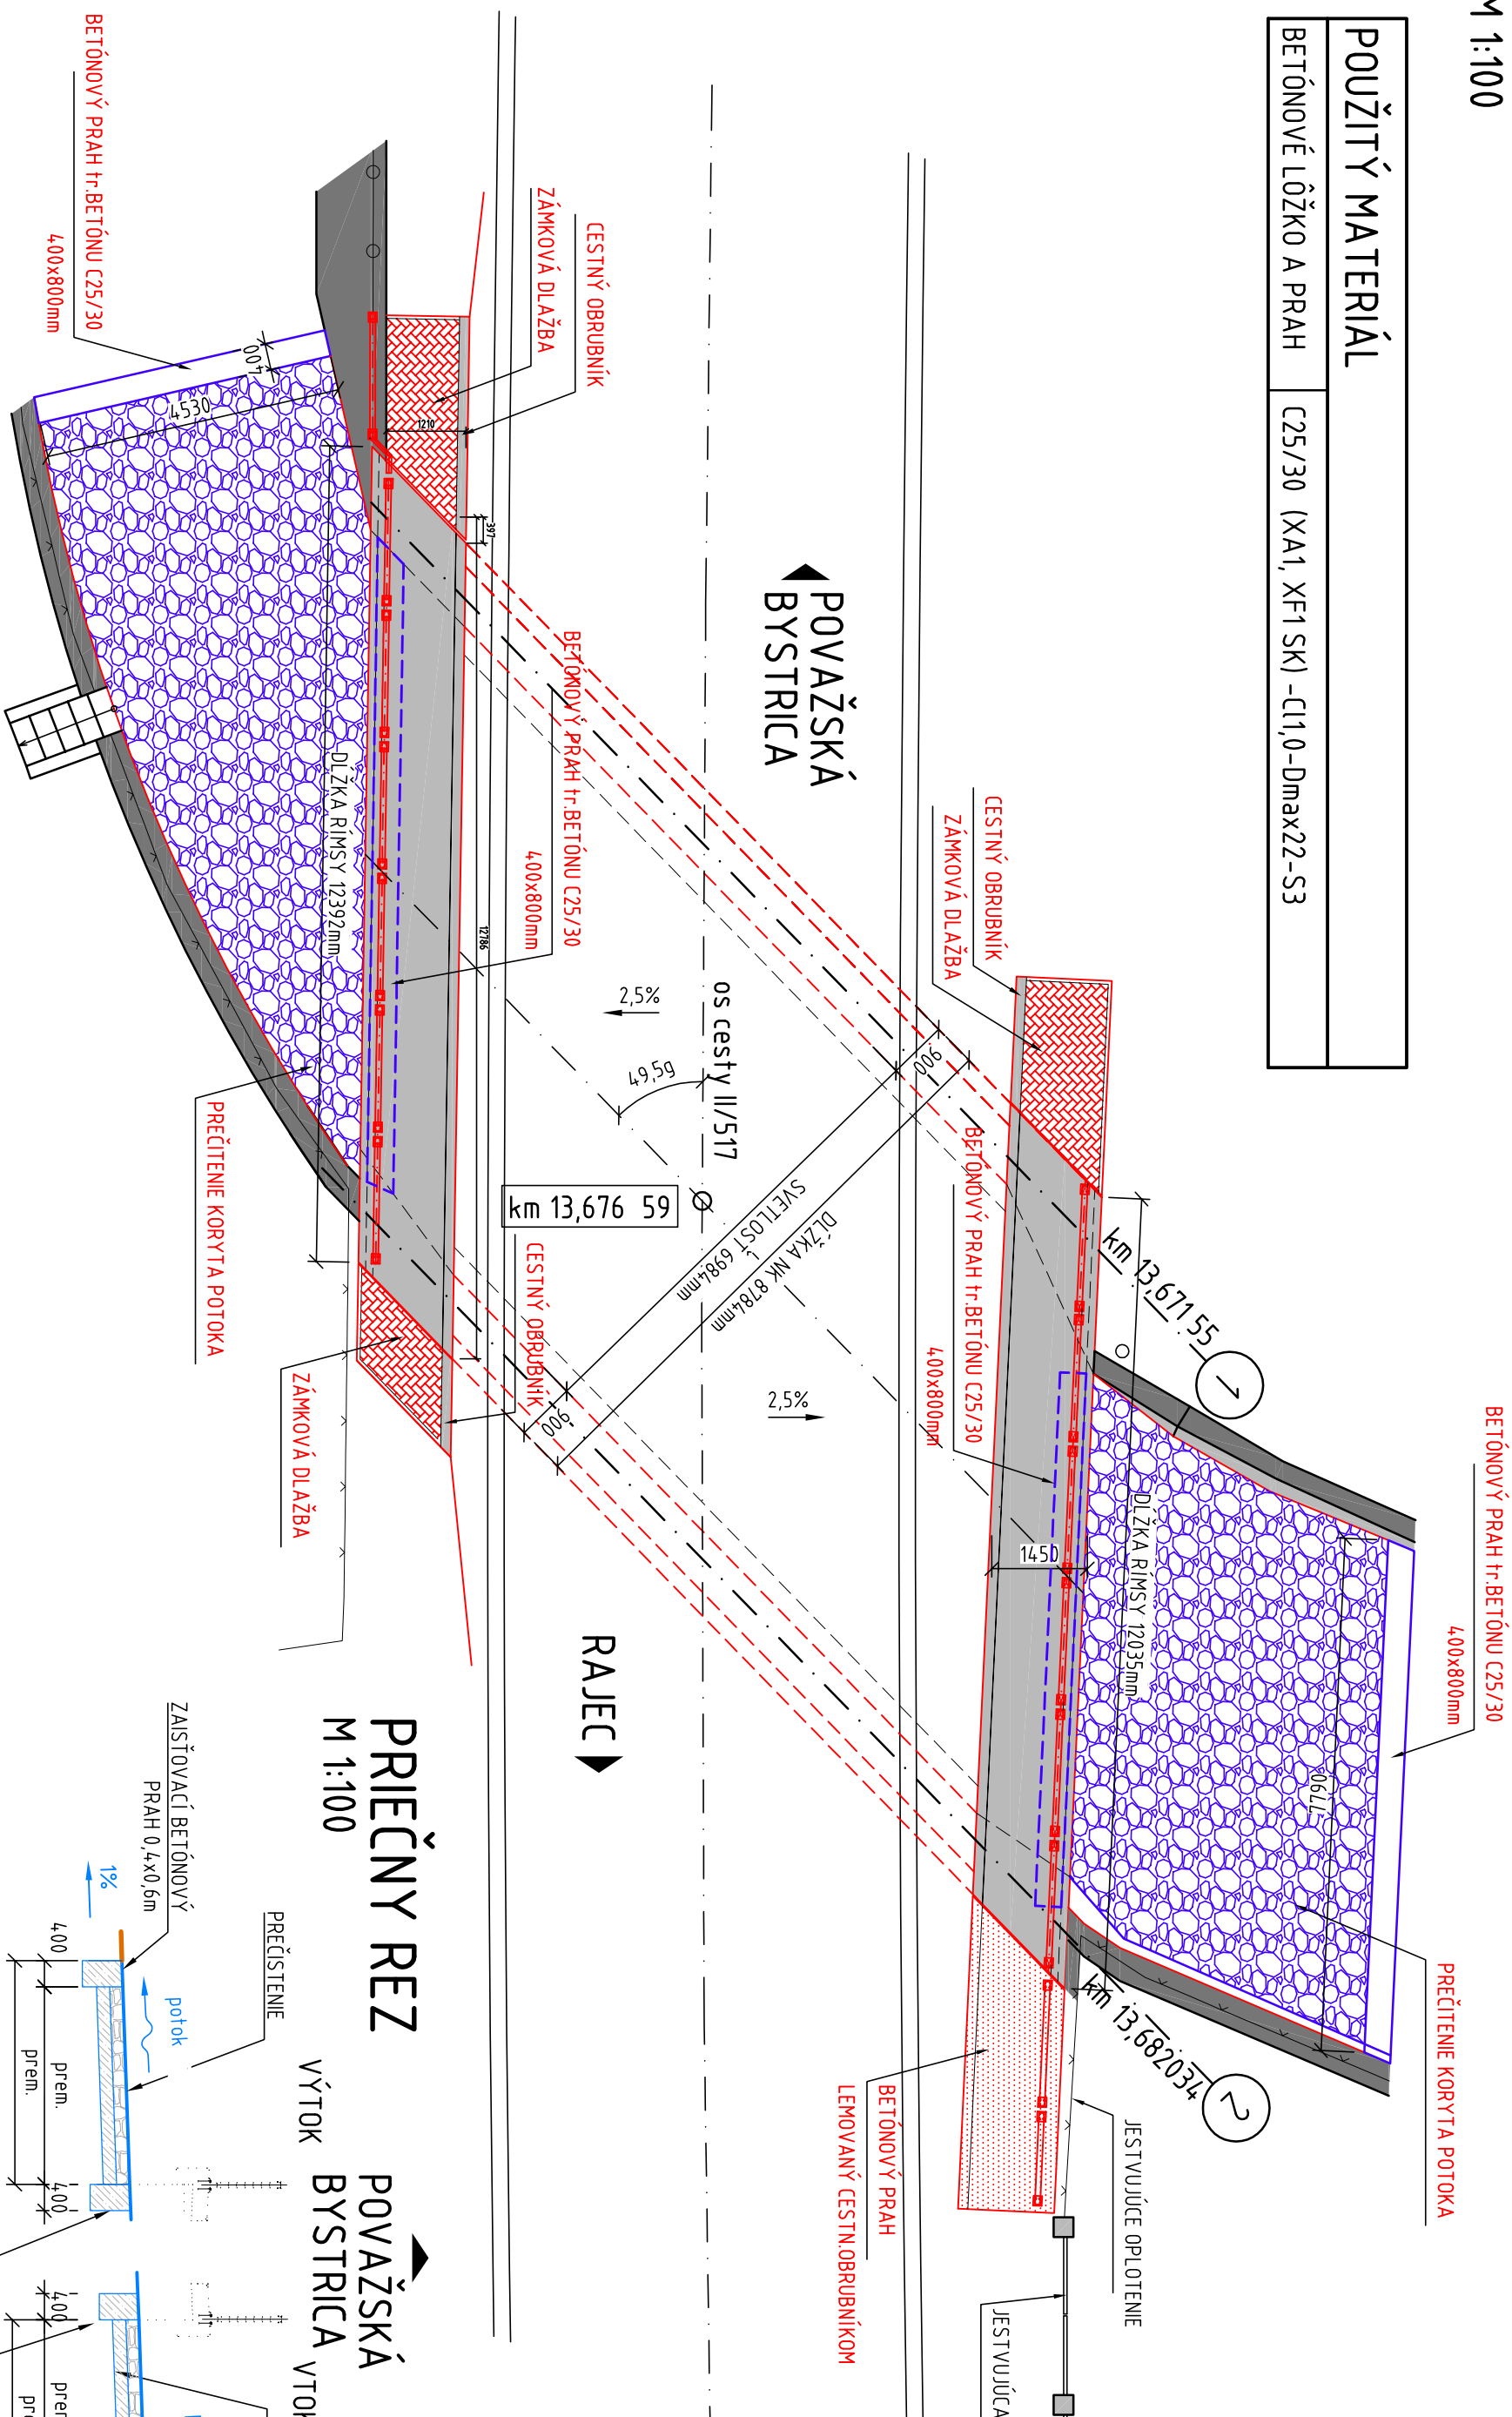 M 1:100
POUŽITÝ MATERIÁL
BETÓNOVÉ LÔŽKO A PRAH
C25/30 (XA1, XF1 SK) -Cl1,0-Dmax22-S3
BETÓNOVÝ PRAH tr.BETÓNU C25/30
400x800mm
PREČITENIE KORYTA POTOKA
7790
DĹŽKA RÍMSY 12035mm
km 13,671 55
1
km 13,682034
2
JESTVUJÚCE OPLOTENIE
JESTVUJÚCA
CESTNÝ OBRUBNÍK
ZÁMKOVÁ DLAŽBA
BETÓNOVÝ PRAH tr.BETÓNU C25/30
400x800mm
1450
BETÓNOVÝ PRAH
LEMOVANÝ CESTN.OBRUBNÍKOM
POVAŽSKÁ
BYSTRICA
os cesty II/517
2,5%
2,5%
49,5g
900
SVETLOSŤ 6984mm
DĹŽKA NK 8784mm
900
km 13,676 59
RAJEC
CESTNÝ OBRUBNÍK
ZÁMKOVÁ DLAŽBA
BETÓNOVÝ PRAH tr.BETÓNU C25/30
400x800mm
1210
397
12786
CESTNÝ OBRUBNÍK
ZÁMKOVÁ DLAŽBA
DĹŽKA RÍMSY 12392mm
PREČITENIE KORYTA POTOKA
400
4530
BETÓNOVÝ PRAH tr.BETÓNU C25/30
400x800mm
PRIEČNY REZ
M 1:100
VÝTOK
POVAŽSKÁ
BYSTRICA
VTOK
PREČISTENIE
ZAISŤOVACÍ BETÓNOVÝ
PRAH 0,4x0,6m
1%
potok
400
prem.
400
400
prem.